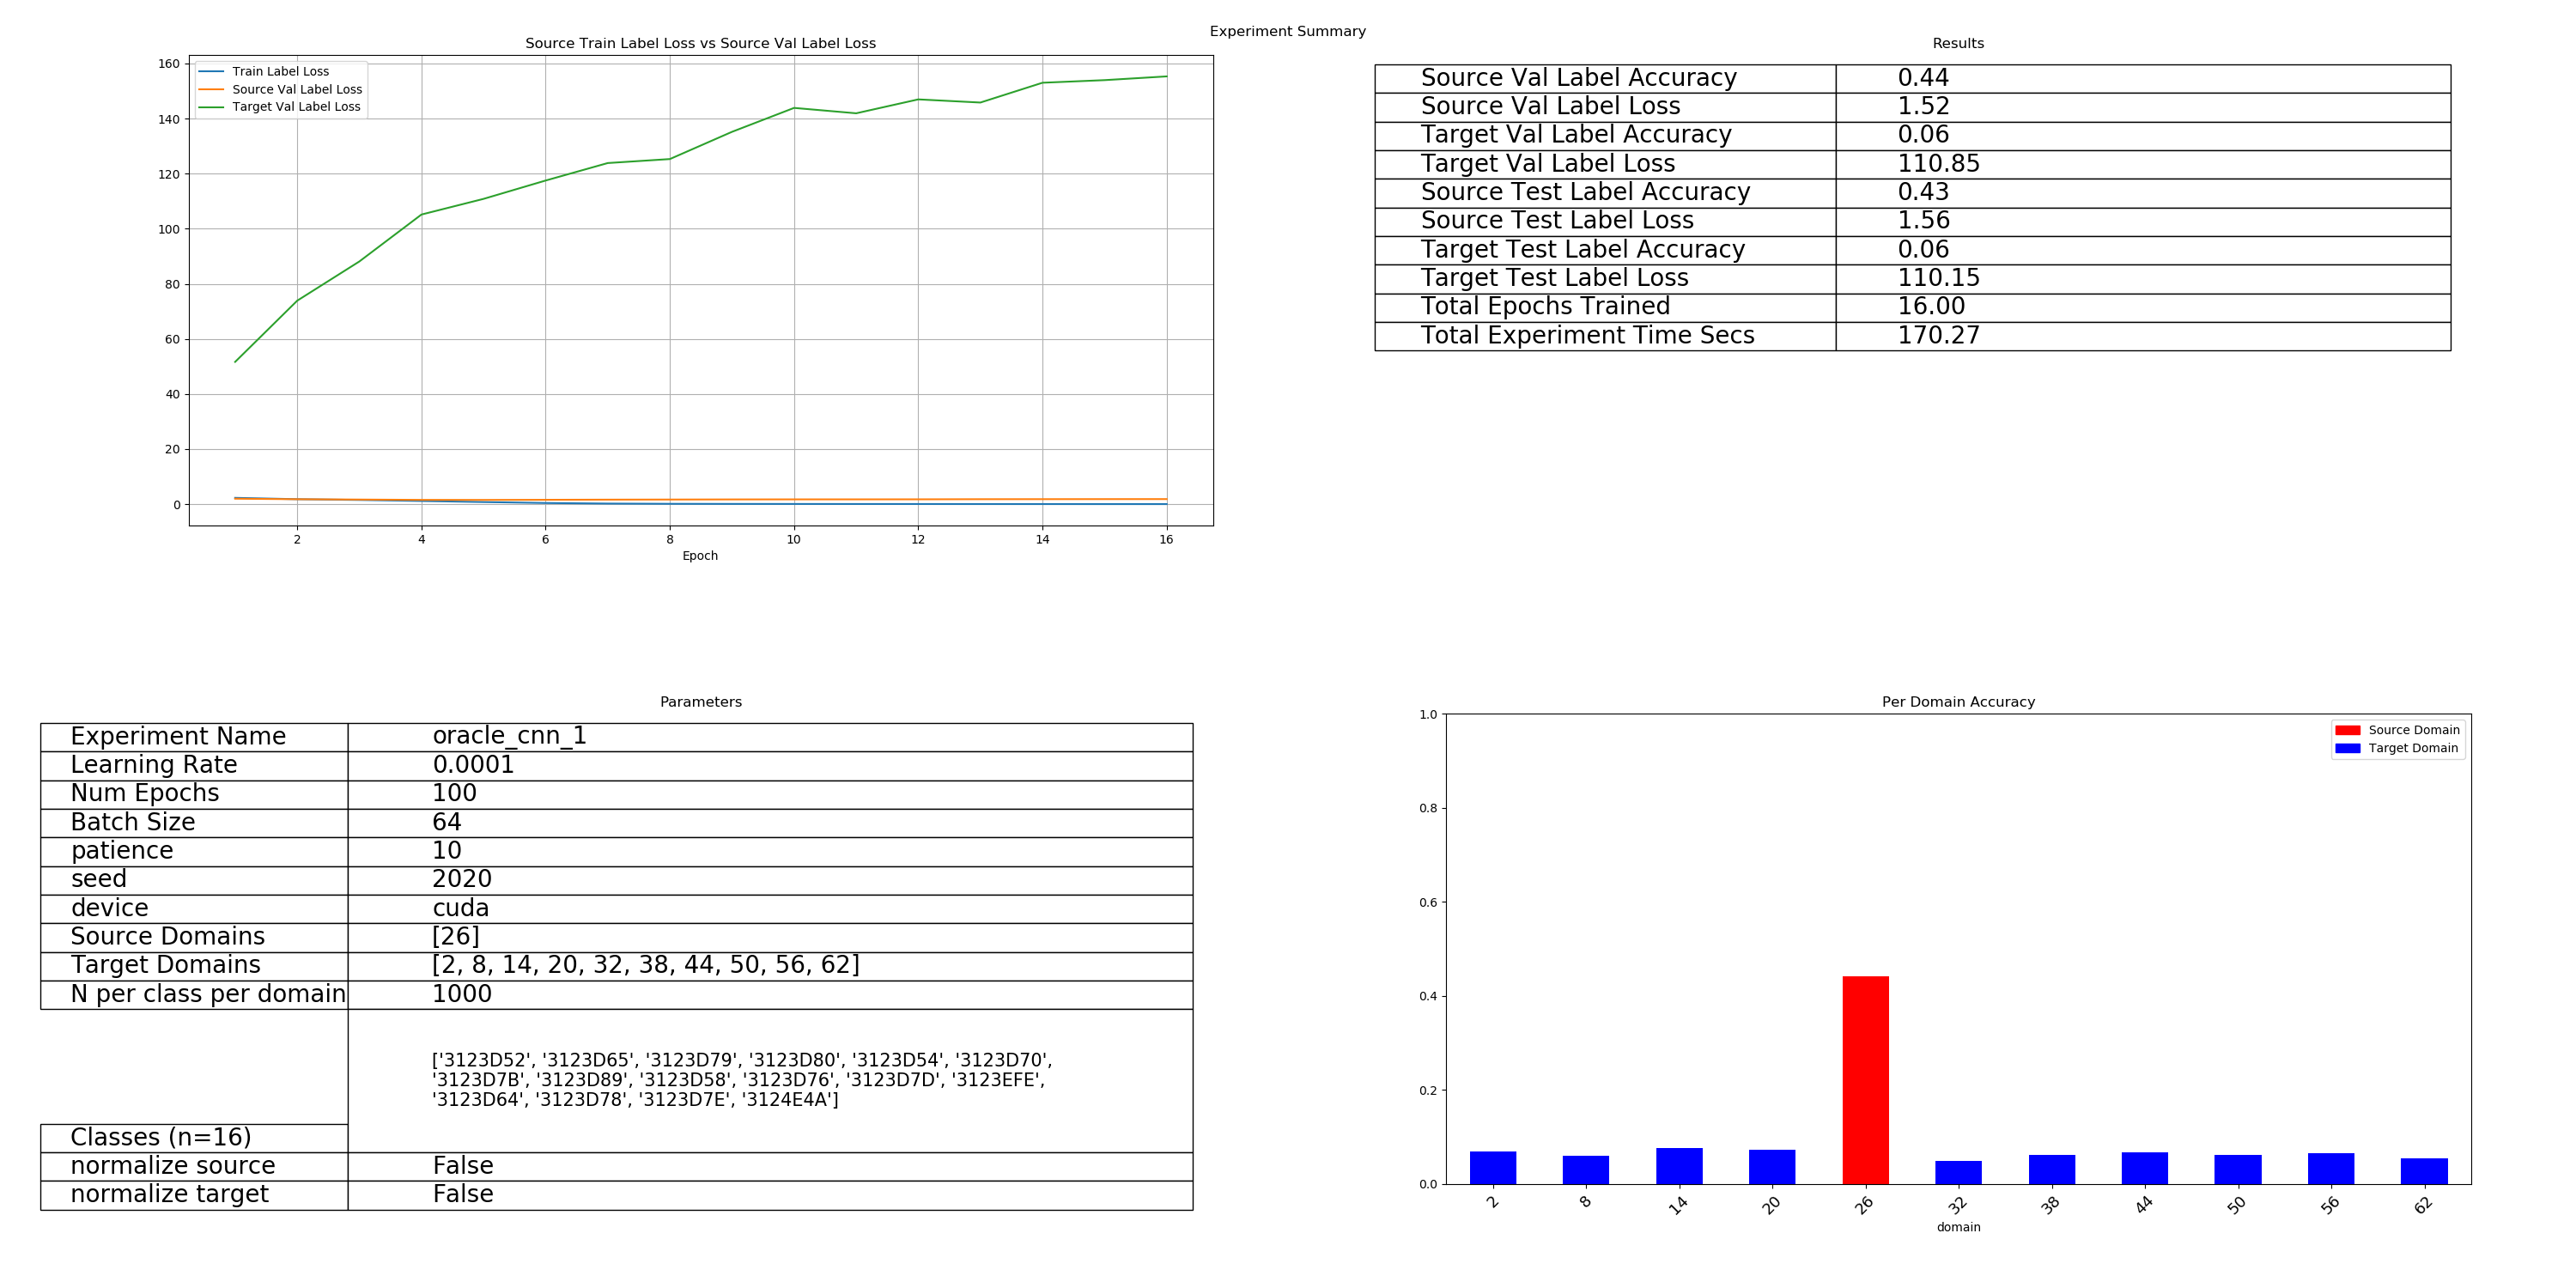 Experiment Summary
Source Train Label Loss vs Source Val Label Loss
160
140
120
100
80
60
40
20
0
Train Label Loss
Source Val Label Loss
Target Val Label Loss
2 4 6 8 10 12 14 16
Epoch
Results
Source Val Label Accuracy 0.44
Source Val Label Loss 1.52
Target Val Label Accuracy 0.06
Target Val Label Loss 110.85
Source Test Label Accuracy 0.43
Source Test Label Loss 1.56
Target Test Label Accuracy 0.06
Target Test Label Loss 110.15
Total Epochs Trained 16.00
Total Experiment Time Secs 170.27
Parameters
Experiment Name oracle_cnn_1
Learning Rate 0.0001
Num Epochs 100
Batch Size 64
patience 10
seed 2020
device cuda
Source Domains [26]
Target Domains [2, 8, 14, 20, 32, 38, 44, 50, 56, 62]
N per class per domain 1000
['3123D52', '3123D65', '3123D79', '3123D80', '3123D54', '3123D70',
'3123D7B', '3123D89', '3123D58', '3123D76', '3123D7D', '3123EFE',
'3123D64', '3123D78', '3123D7E', '3124E4A']
Classes (n=16)
normalize source False
normalize target False
Per Domain Accuracy
1.0
0.8
0.6
0.4
0.2
0.0
Source Domain
Target Domain
2 8 14 20 26 32 38 44 50 56 62
domain